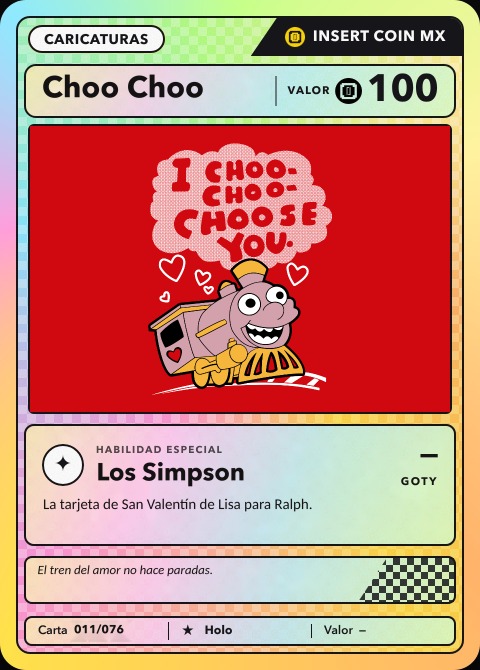 CARICATURAS
INSERT COIN MX
Choo Choo
VALOR 100
I CHOO-
CHOO-
CHOOSE
YOU.
HABILIDAD ESPECIAL
Los Simpson
—
GOTY
La tarjeta de San Valentín de Lisa para Ralph.
El tren del amor no hace paradas.
Carta 011/076 ★ Holo Valor —